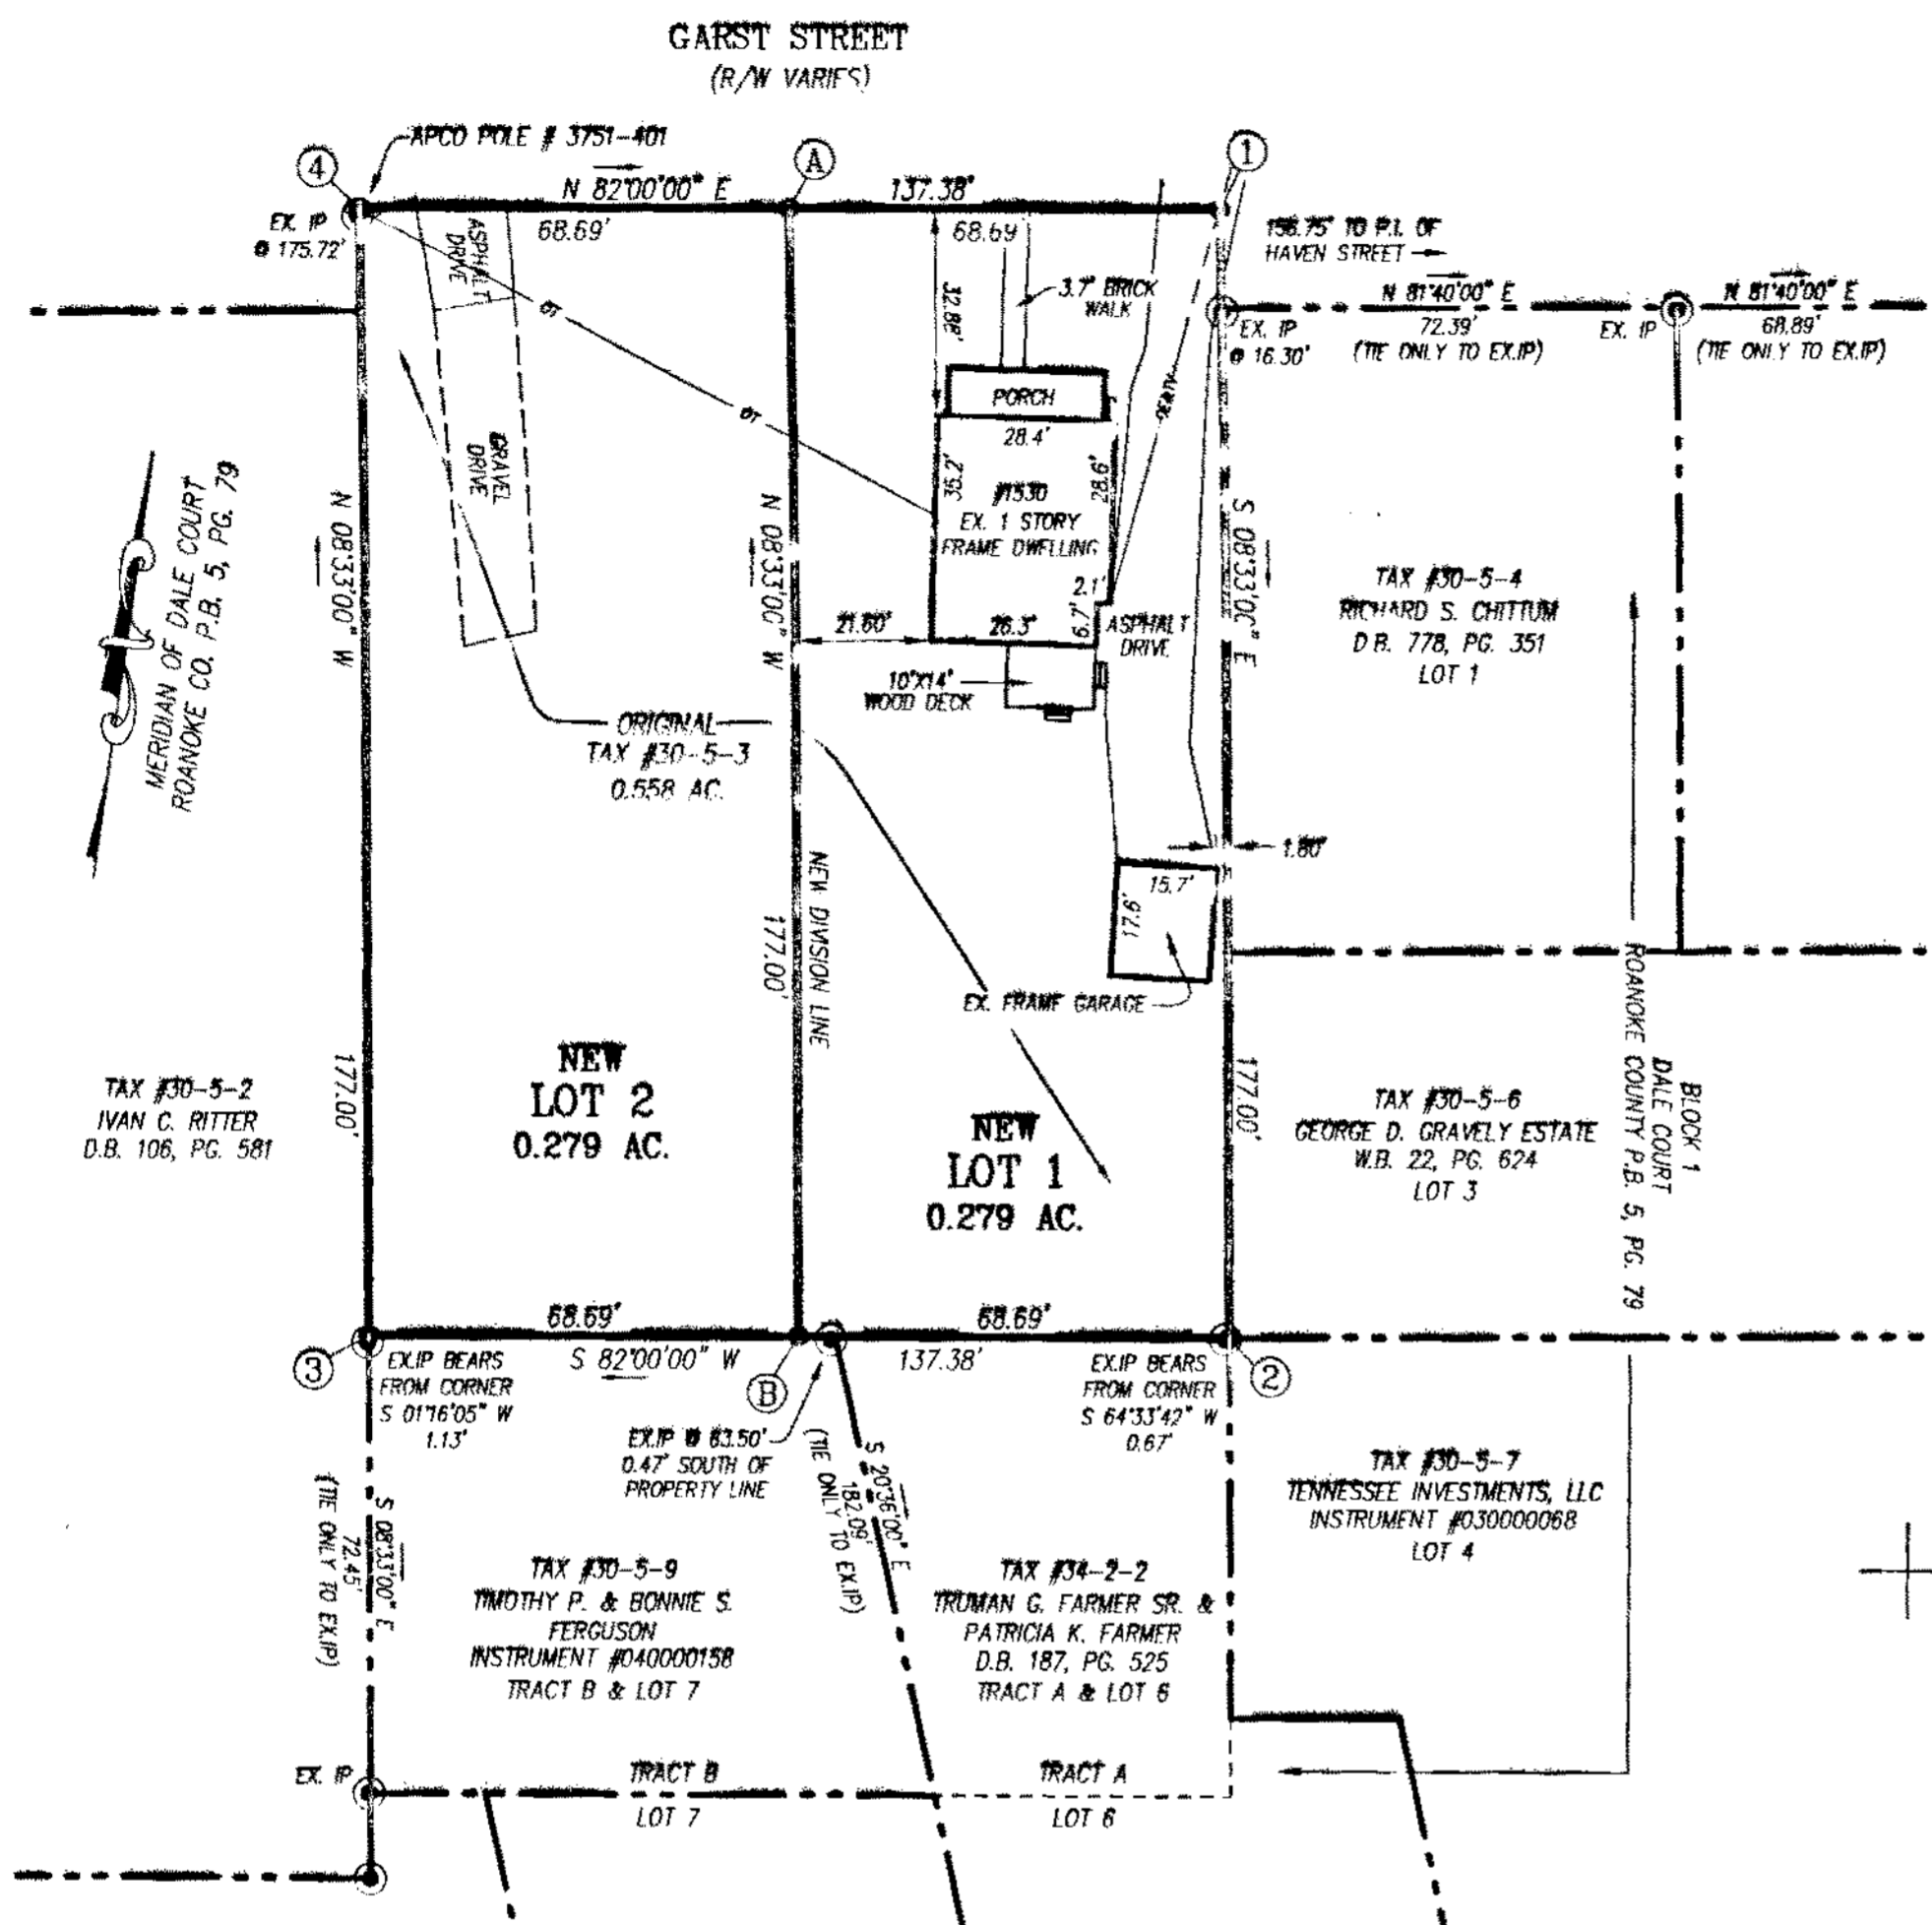 GARST STREET
(R/W VARIES)
APCO POLE # 3751-401
4
A
1
N 82°00'00" E
137.38'
EX. IP
@ 175.72'
68.69'
68.69
ASPHALT
DRIVE
156.75' TO P.I. OF
HAVEN STREET
N 81°40'00" E
72.39'
(TIE ONLY TO EX.IP)
EX. IP
@ 16.30'
EX. IP
N 81°40'00" E
68.89'
(TIE ONLY TO EX.IP)
32.88'
3.7' BRICK
WALK
PORCH
28.4'
35.2'
28.6'
#1530
EX. 1 STORY
FRAME DWELLING
2.1'
6.7'
26.3'
21.60'
ASPHALT
DRIVE
10'X14'
WOOD DECK
GRAVEL
DRIVE
MERIDIAN OF DALE COURT
ROANOKE CO. P.B. 5, PG. 79
N 08°33'00" W
N 08°33'00" W
S 08°33'00" E
TAX #30-5-4
RICHARD S. CHITTUM
D.B. 778, PG. 351
LOT 1
ORIGINAL
TAX #30-5-3
0.558 AC.
1.80'
15.7'
17.6'
NEW DIVISION LINE
177.00'
EX. FRAME GARAGE
NEW
LOT 2
0.279 AC.
NEW
LOT 1
0.279 AC.
177.00'
177.00'
TAX #30-5-2
IVAN C. RITTER
D.B. 106, PG. 581
TAX #30-5-6
GEORGE D. GRAVELY ESTATE
W.B. 22, PG. 624
LOT 3
BLOCK 1
DALE COURT
ROANOKE COUNTY P.B. 5, PG. 79
68.69'
68.69'
3
S 82°00'00" W
B
137.38'
2
EX.IP BEARS
FROM CORNER
S 01°16'05" W
1.13'
EX.IP BEARS
FROM CORNER
S 64°33'42" W
0.67'
EX.IP @ 63.50'
0.47' SOUTH OF
PROPERTY LINE
S 20°36'00" E
182.09'
(TIE ONLY TO EX.IP)
S 08°33'00" E
72.45'
(TIE ONLY TO EX.IP)
TAX #30-5-7
TENNESSEE INVESTMENTS, LLC
INSTRUMENT #030000068
LOT 4
TAX #30-5-9
TIMOTHY P. & BONNIE S.
FERGUSON
INSTRUMENT #040000158
TRACT B & LOT 7
TAX #34-2-2
TRUMAN G. FARMER SR. &
PATRICIA K. FARMER
D.B. 187, PG. 525
TRACT A & LOT 6
EX. IP
TRACT B
LOT 7
TRACT A
LOT 6